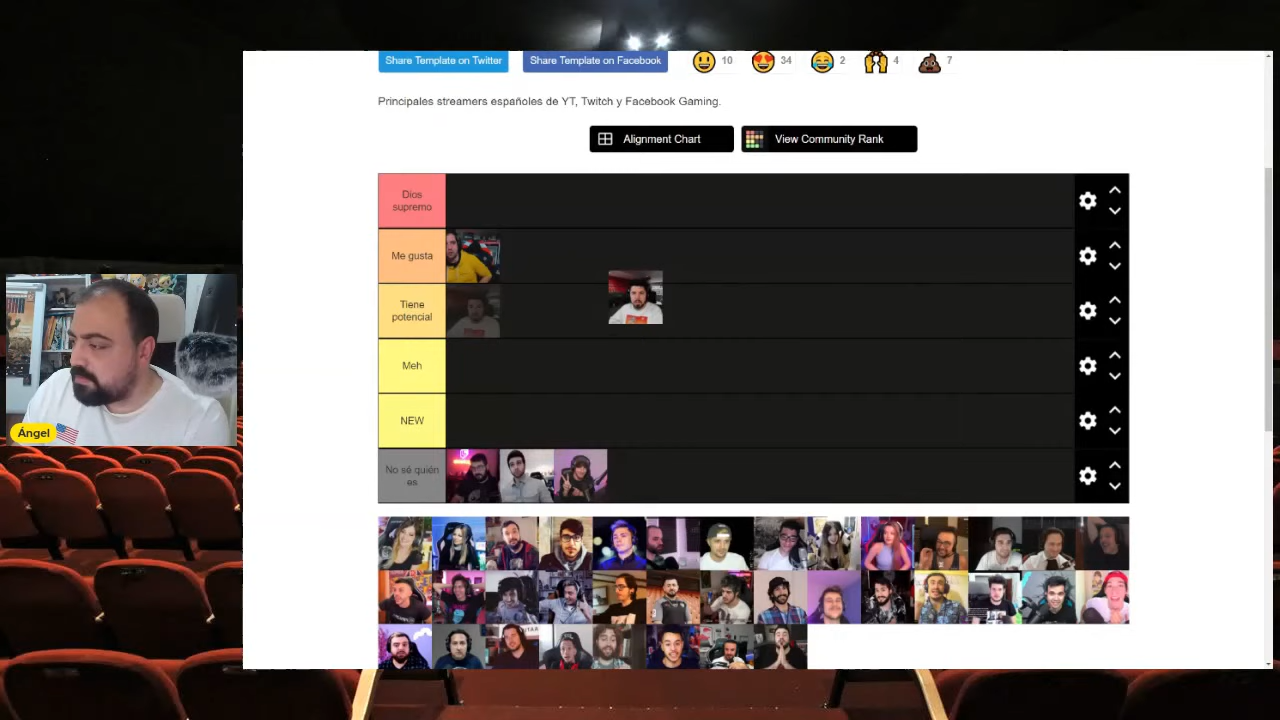 Share Template on Twitter
Share Template on Facebook
10
34
2
4
7
Principales streamers españoles de YT, Twitch y Facebook Gaming.
Alignment Chart
View Community Rank
Dios
supremo
Me gusta
Tiene
potencial
Meh
NEW
No sé quién
es
Ángel